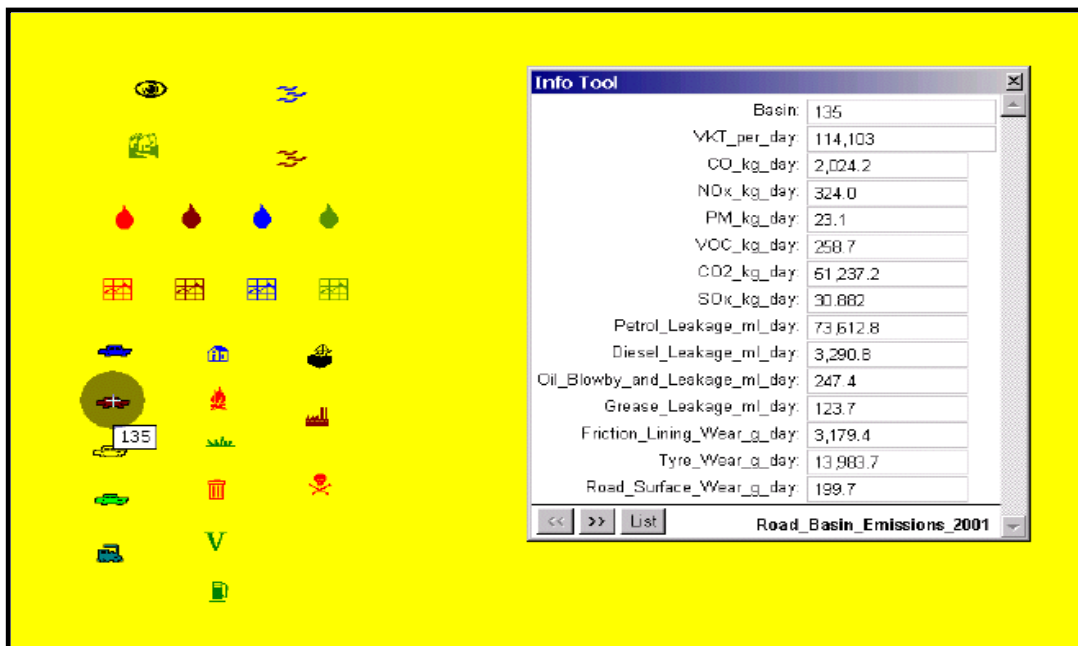 Info Tool
Basin: 135
VKT_per_day: 114,103
CO_kg_day: 2,024.2
NOx_kg_day: 324.0
PM_kg_day: 23.1
VOC_kg_day: 258.7
CO2_kg_day: 61,237.2
SOx_kg_day: 30.882
Petrol_Leakage_ml_day: 73,612.8
Diesel_Leakage_ml_day: 3,290.8
Oil_Blowby_and_Leakage_ml_day: 247.4
Grease_Leakage_ml_day: 123.7
Friction_Lining_Wear_g_day: 3,179.4
Tyre_Wear_g_day: 13,983.7
Road_Surface_Wear_g_day: 199.7
<< >> List Road_Basin_Emissions_2001
135
V